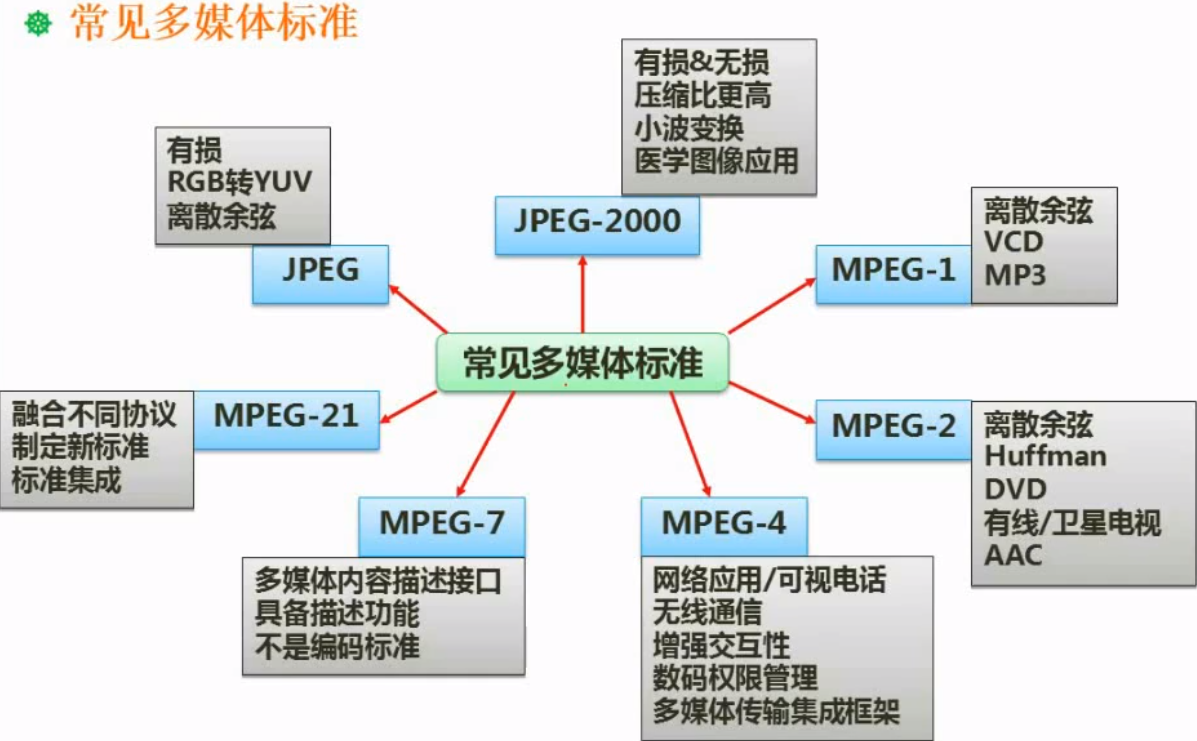 常见多媒体标准
有损&无损
压缩比更高
小波变换
医学图像应用
JPEG-2000
有损
RGB转YUV
离散余弦
JPEG
MPEG-1
离散余弦
VCD
MP3
常见多媒体标准
融合不同协议
制定新标准
标准集成
MPEG-21
MPEG-2
离散余弦
Huffman
DVD
有线/卫星电视
AAC
MPEG-7
多媒体内容描述接口
具备描述功能
不是编码标准
MPEG-4
网络应用/可视电话
无线通信
增强交互性
数码权限管理
多媒体传输集成框架